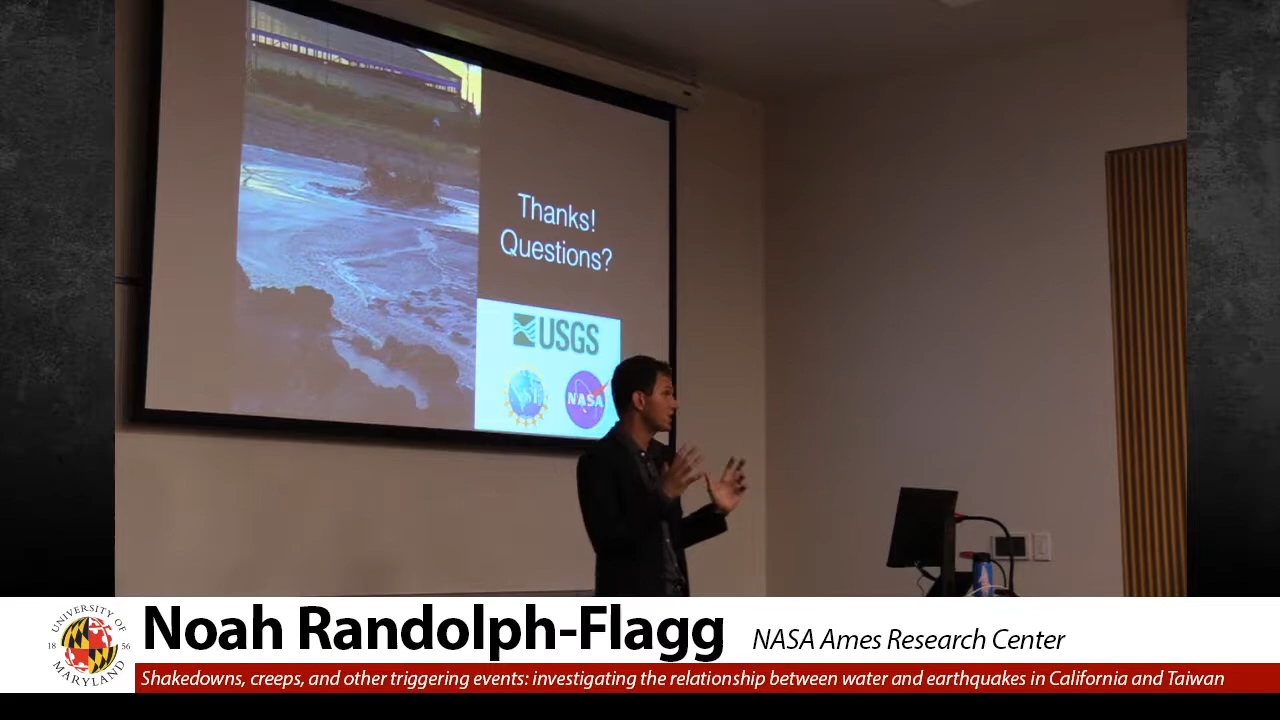 Thanks!
Questions?
USGS
NSF
NASA
UNIVERSITY OF
18 56
MARYLAND
Noah Randolph-Flagg NASA Ames Research Center
Shakedowns, creeps, and other triggering events: investigating the relationship between water and earthquakes in California and Taiwan